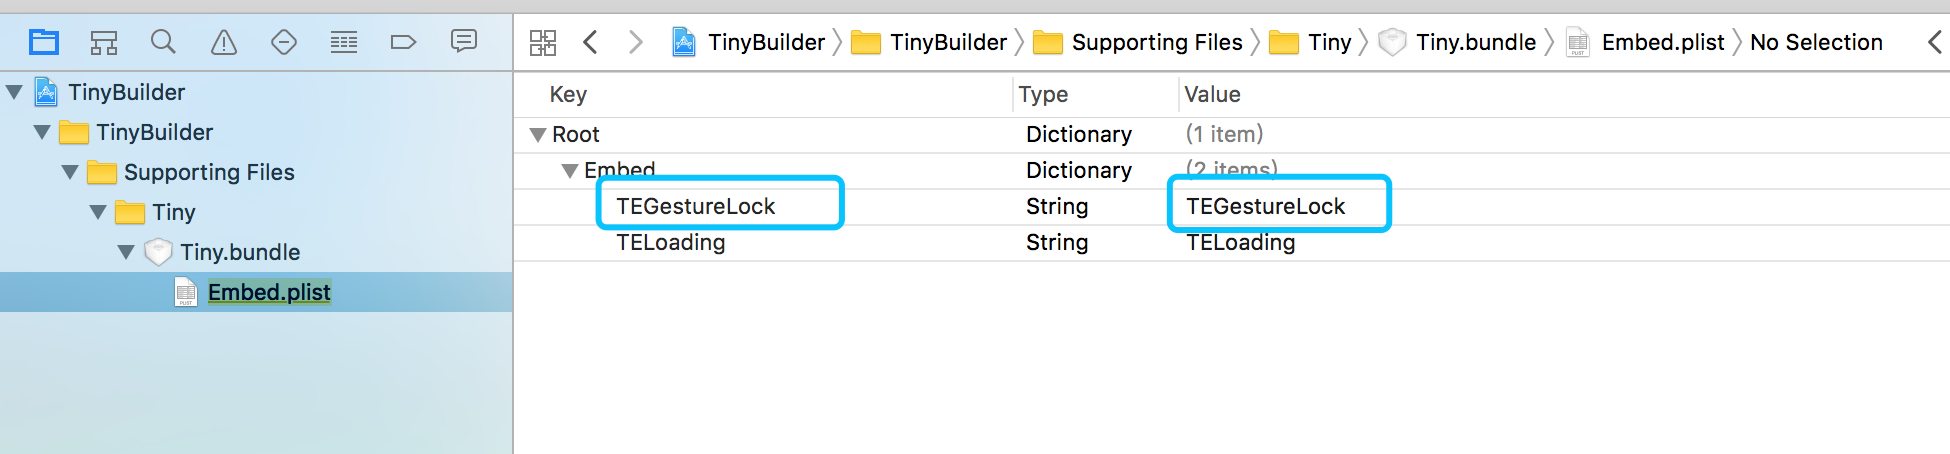 TinyBuilder TinyBuilder Supporting Files Tiny Tiny.bundle Embed.plist No Selection
TinyBuilder
TinyBuilder
Supporting Files
Tiny
Tiny.bundle
PLIST Embed.plist
Key Type Value
Root Dictionary (1 item)
Embed Dictionary (2 items)
TEGestureLock String TEGestureLock
TELoading String TELoading